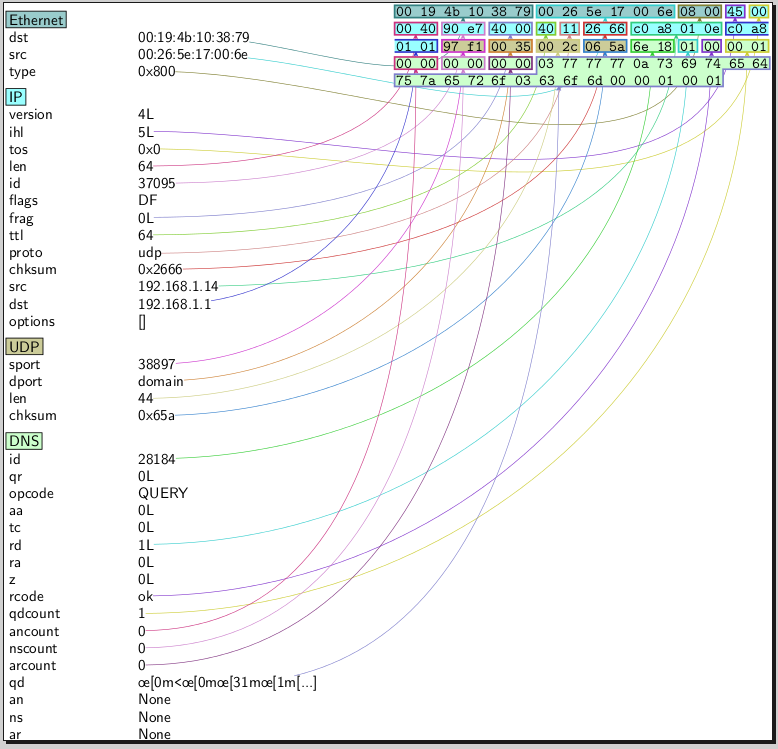 Ethernet
dst 00:19:4b:10:38:79
src 00:26:5e:17:00:6e
type 0x800
IP
version 4L
ihl 5L
tos 0x0
len 64
id 37095
flags DF
frag 0L
ttl 64
proto udp
chksum 0x2666
src 192.168.1.14
dst 192.168.1.1
options []
UDP
sport 38897
dport domain
len 44
chksum 0x65a
DNS
id 28184
qr 0L
opcode QUERY
aa 0L
tc 0L
rd 1L
ra 0L
z 0L
rcode ok
qdcount 1
ancount 0
nscount 0
arcount 0
qd œ[0m<œ[0mœ[31mœ[1m[...]
an None
ns None
ar None
00 19 4b 10 38 79 00 26 5e 17 00 6e 08 00 45 00
00 40 90 e7 40 00 40 11 26 66 c0 a8 01 0e c0 a8
01 01 97 f1 00 35 00 2c 06 5a 6e 18 01 00 00 01
00 00 00 00 00 00 03 77 77 77 0a 73 69 74 65 64
75 7a 65 72 6f 03 63 6f 6d 00 00 01 00 01